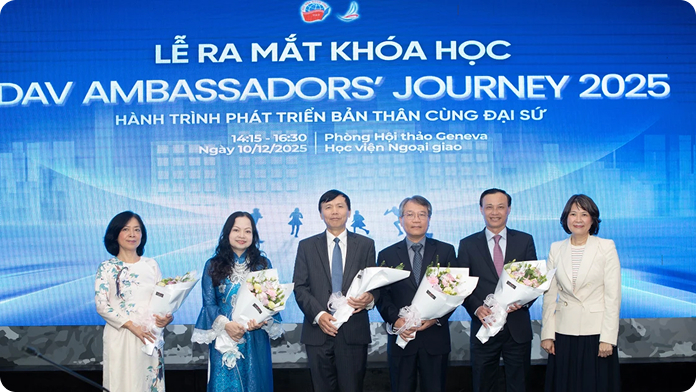 LỄ RA MẮT KHÓA HỌC
DAV AMBASSADORS’ JOURNEY 2025
HÀNH TRÌNH PHÁT TRIỂN BẢN THÂN CÙNG ĐẠI SỨ
14:15 - 16:30
Ngày 10/12/2025
Phòng Hội thảo Geneva
Học viện Ngoại giao